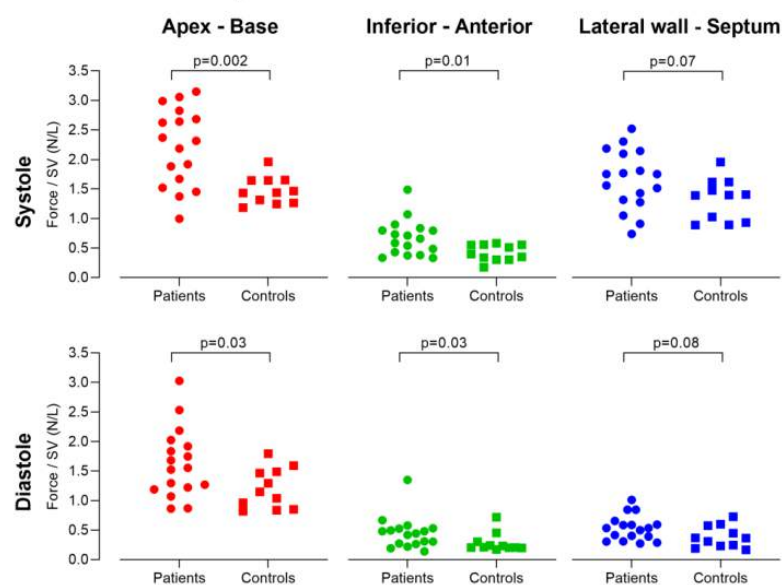 Apex - Base
Inferior - Anterior
Lateral wall - Septum
p=0.002
p=0.01
p=0.07
Systole
Force / SV (N/L)
3.5
3.0
2.5
2.0
1.5
1.0
0.5
0.0
Patients
Controls
Patients
Controls
Patients
Controls
p=0.03
p=0.03
p=0.08
Diastole
Force / SV (N/L)
3.5
3.0
2.5
2.0
1.5
1.0
0.5
0.0
Patients
Controls
Patients
Controls
Patients
Controls